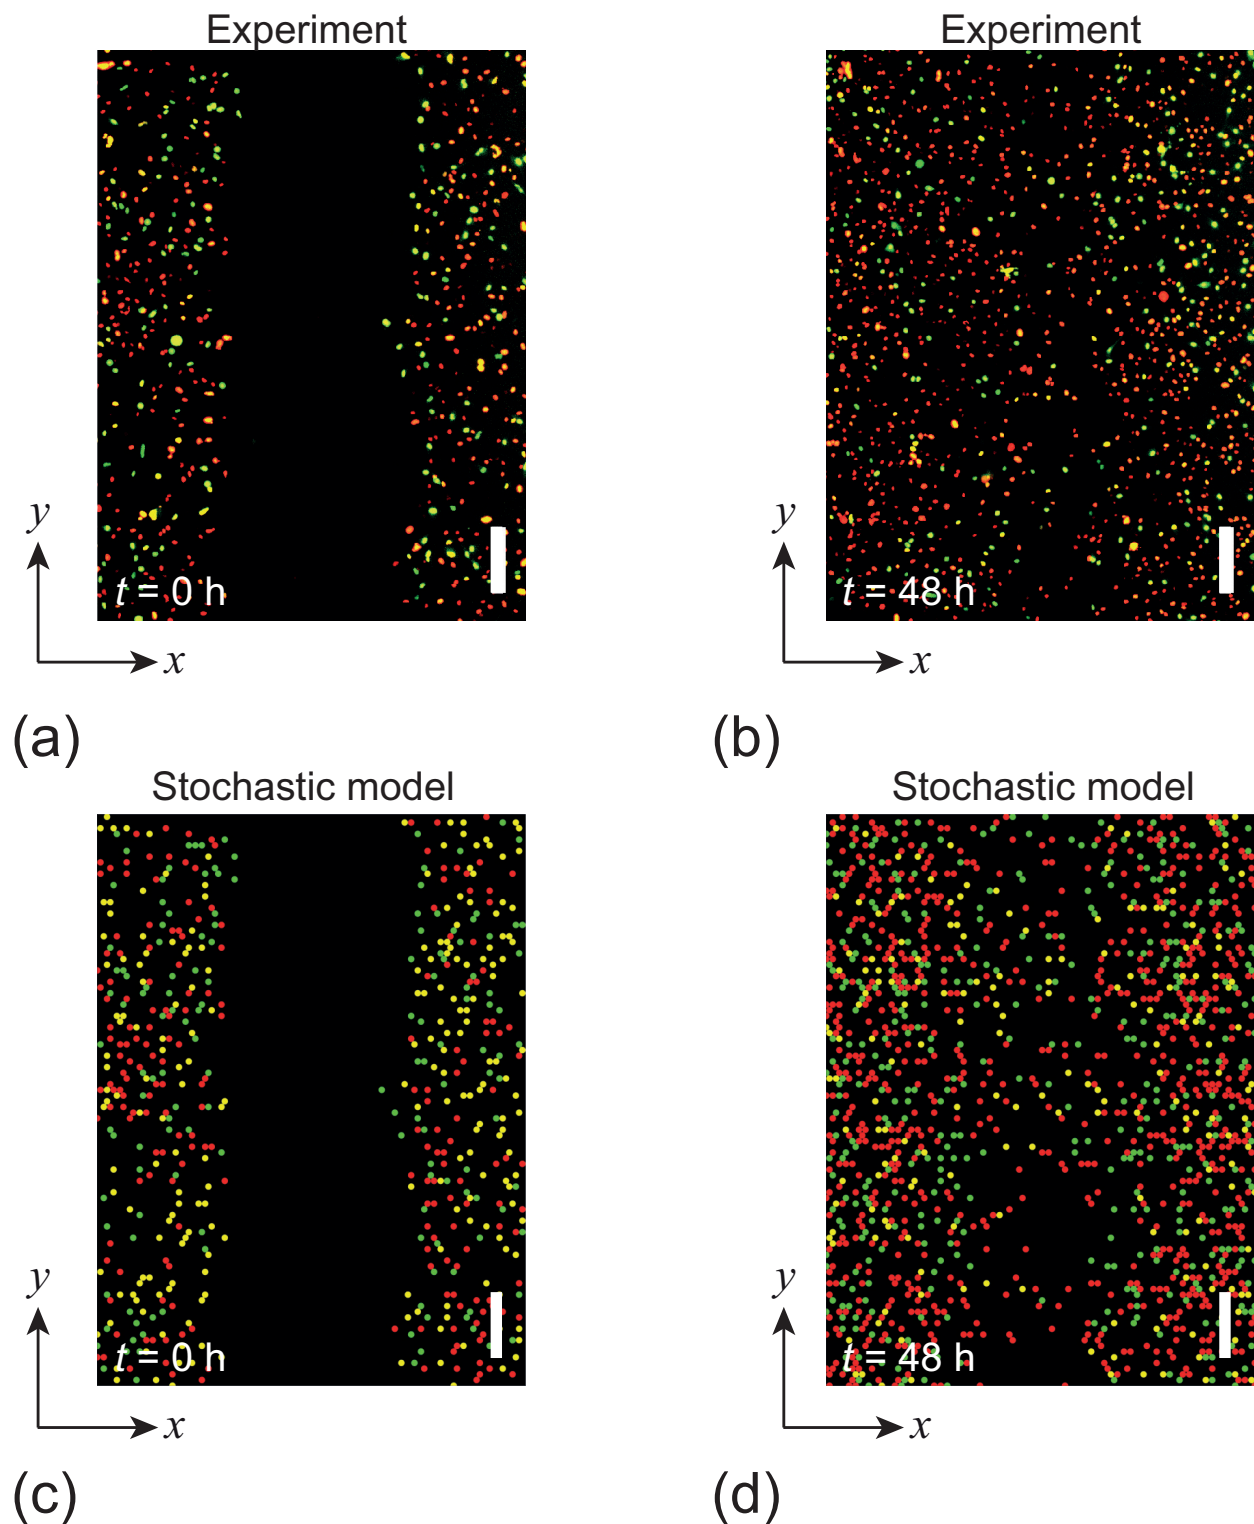 Experiment
t = 0 h
y
x
(a)
Experiment
t = 48 h
y
x
(b)
Stochastic model
t = 0 h
y
x
(c)
Stochastic model
t = 48 h
y
x
(d)